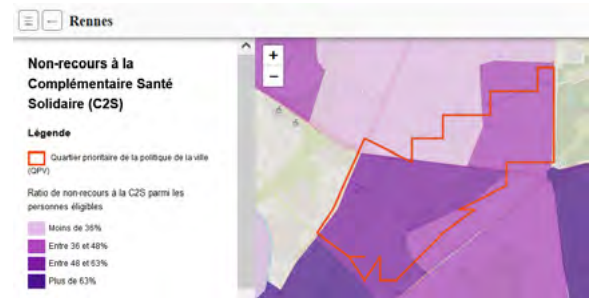 Rennes
Non-recours à la
Complémentaire Santé
Solidaire (C2S)
Légende
Quartier prioritaire de la politique de la ville
(QPV)
Ratio de non-recours à la C2S parmi les
personnes éligibles
Moins de 36%
Entre 36 et 48%
Entre 48 et 63%
Plus de 63%
+
−